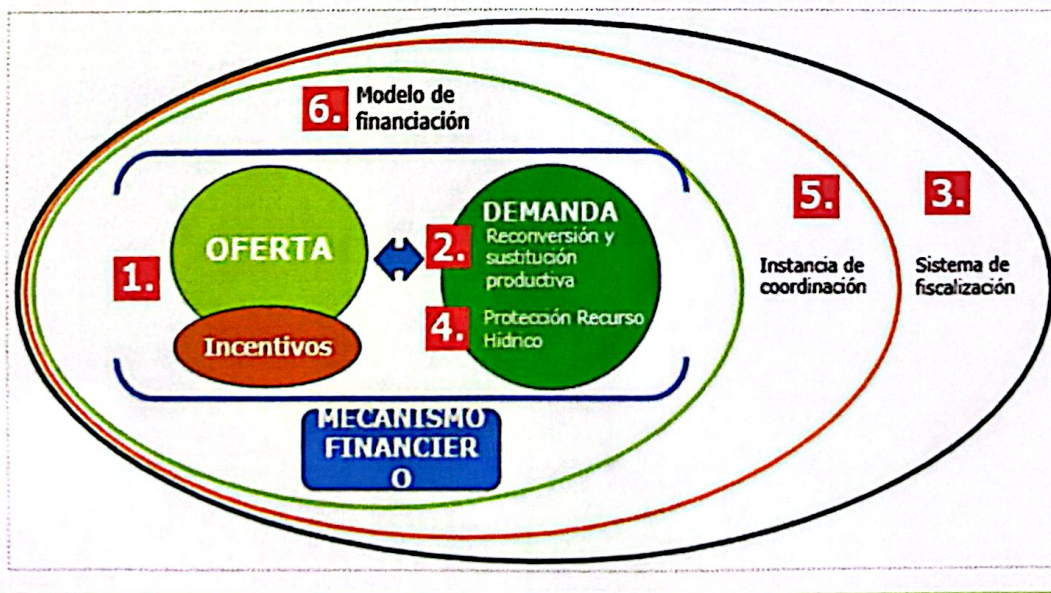 6. Modelo de
financiación
1.
OFERTA
Incentivos
DEMANDA
2. Reconversión y
sustitución
productiva
4. Protección Recurso
Hídrico
5.
Instancia de
coordinación
3.
Sistema de
fiscalización
MECANISMO
FINANCIER
O